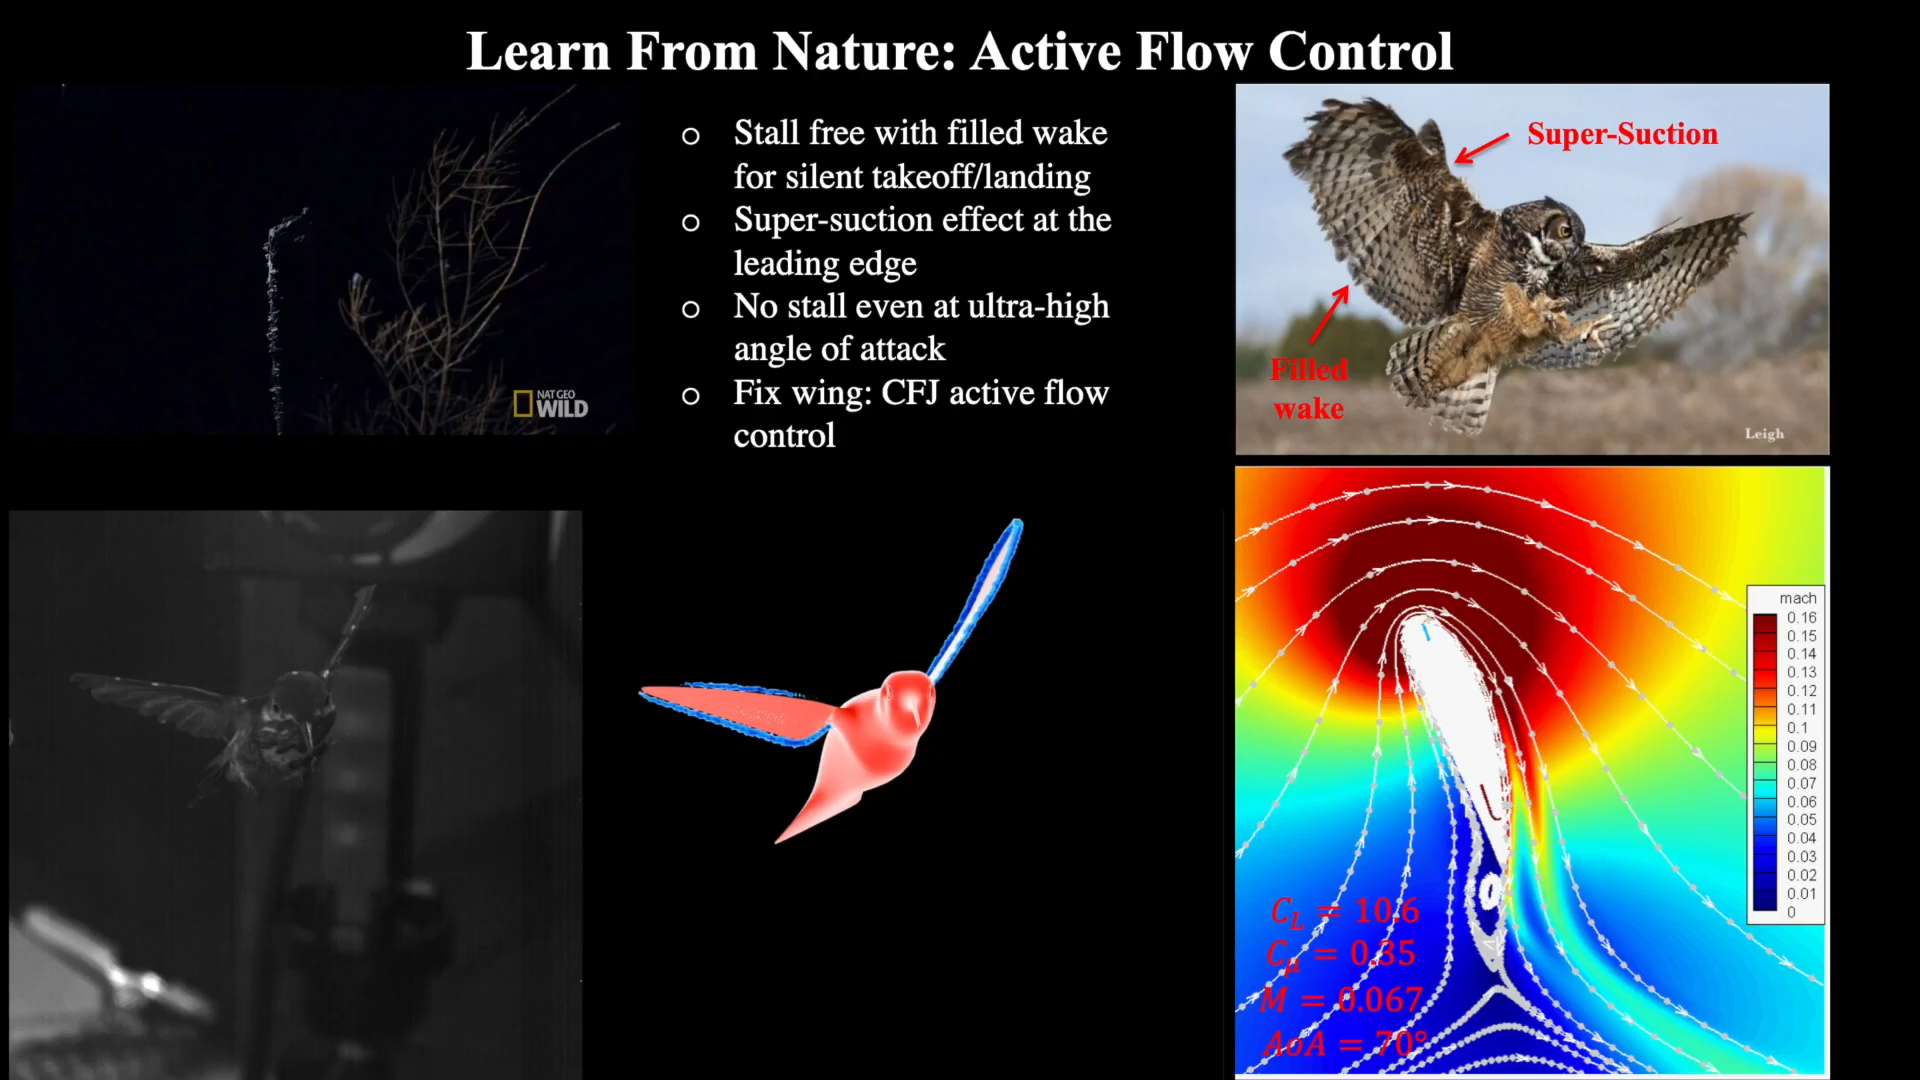 Learn From Nature: Active Flow Control
NAT GEO
WILD
○ Stall free with filled wake
for silent takeoff/landing
○ Super-suction effect at the
leading edge
○ No stall even at ultra-high
angle of attack
○ Fix wing: CFJ active flow
control
Super-Suction
Filled
wake
Leigh
mach
0.16
0.15
0.14
0.13
0.12
0.11
0.1
0.09
0.08
0.07
0.06
0.05
0.04
0.03
0.02
0.01
0
C_L = 10.6
C_μ = 0.35
M = 0.067
AoA = 70°